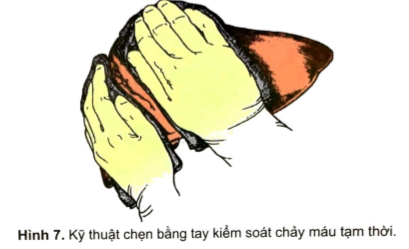 Hình 7. Kỹ thuật chẹn bằng tay kiểm soát chảy máu tạm thời.